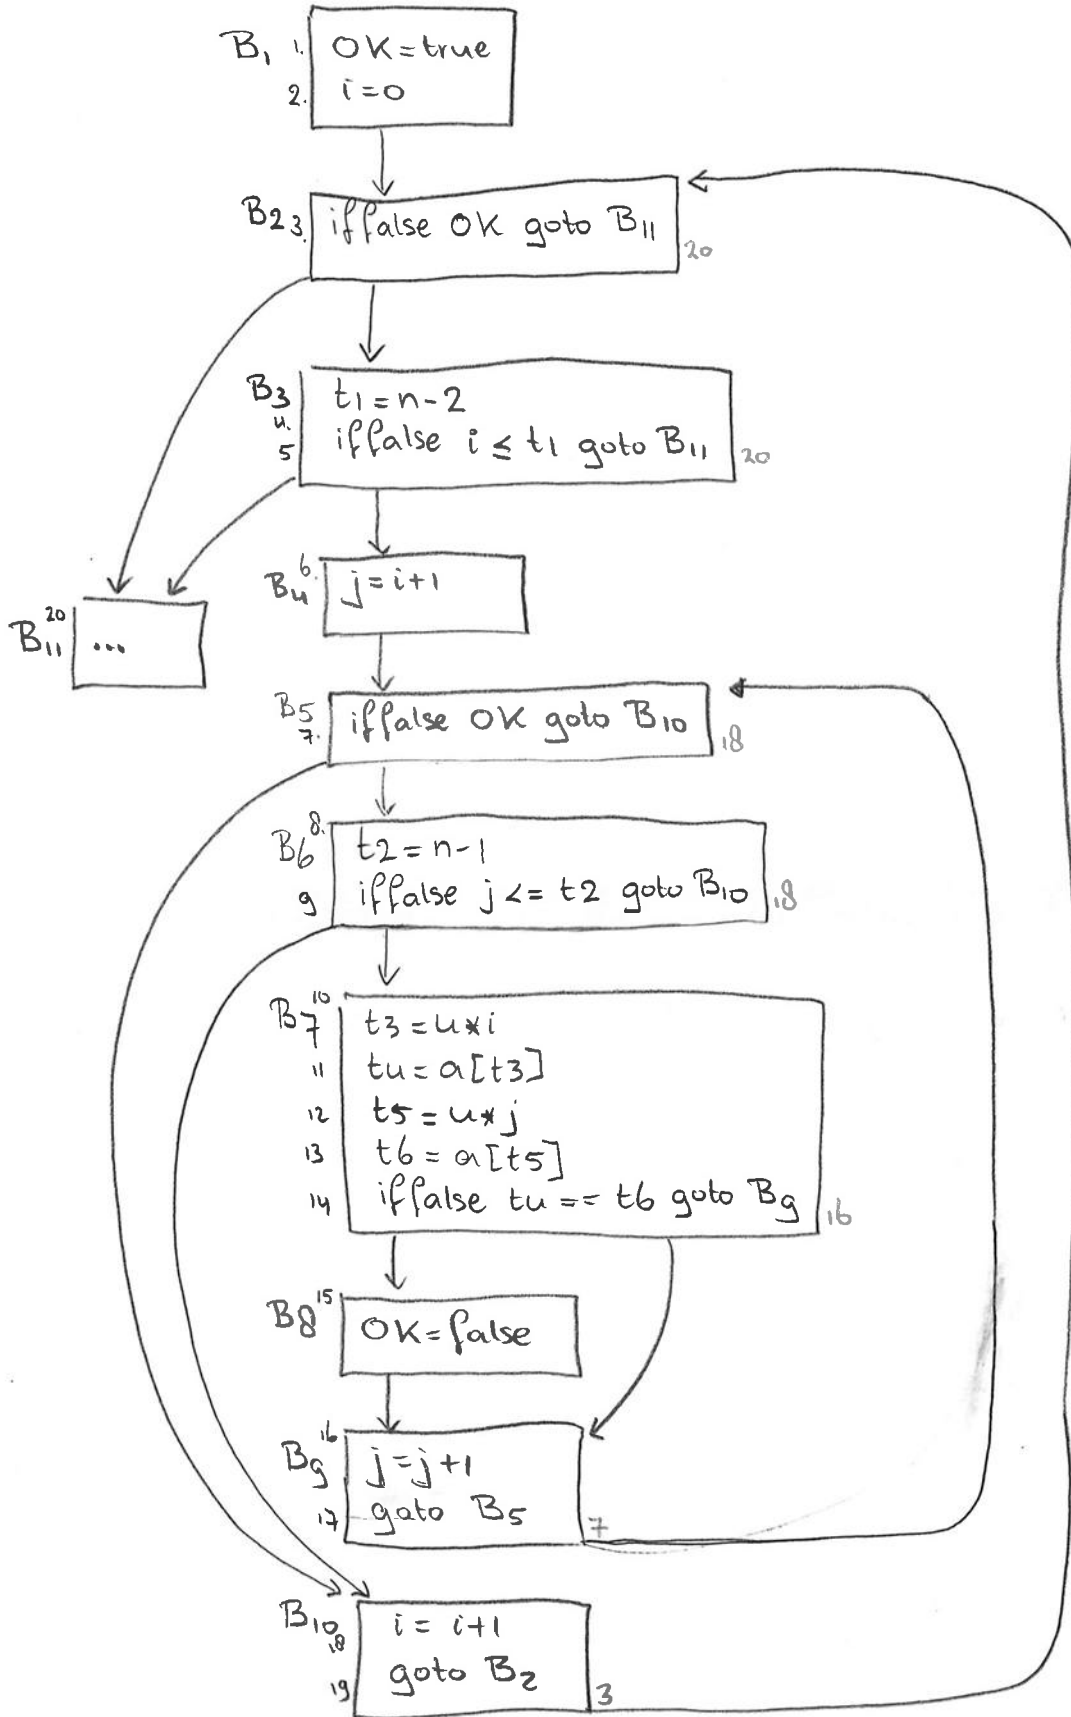 B1 1. OK=true
2. i=0
B2 3. iffalse OK goto B11 20
B3
4. t1=n-2
5 iffalse i ≤ t1 goto B11 20
B4 6. j=i+1
B11 20 ...
B5
7. iffalse OK goto B10 18
B6 8. t2=n-1
9 iffalse j <= t2 goto B10 18
B7 10 t3=4*i
11 t4=a[t3]
12 t5=4*j
13 t6=a[t5]
14 iffalse t4 == t6 goto B9 16
B8 15 OK=false
B9 16 j=j+1
17 goto B5 7
B10 18 i=i+1
19 goto B2 3